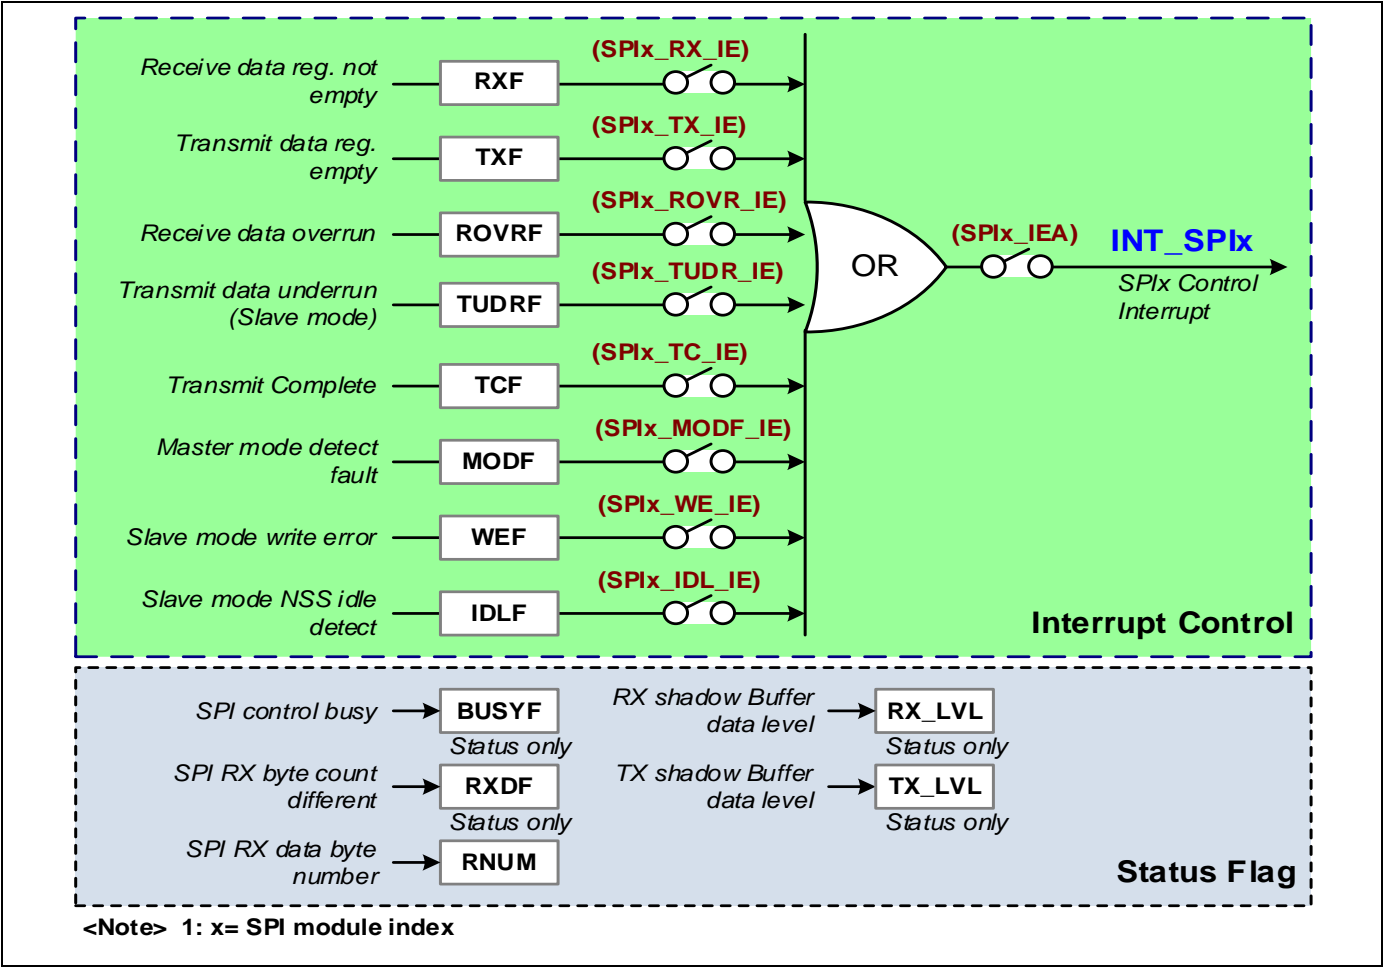 (SPIx_RX_IE)
Receive data reg. not
empty
RXF
(SPIx_TX_IE)
Transmit data reg.
empty
TXF
(SPIx_ROVR_IE)
Receive data overrun
ROVRF
(SPIx_TUDR_IE)
Transmit data underrun
(Slave mode)
TUDRF
(SPIx_TC_IE)
Transmit Complete
TCF
(SPIx_MODF_IE)
Master mode detect
fault
MODF
(SPIx_WE_IE)
Slave mode write error
WEF
(SPIx_IDL_IE)
Slave mode NSS idle
detect
IDLF
OR
(SPIx_IEA)
INT_SPIx
SPIx Control
Interrupt
Interrupt Control
SPI control busy
BUSYF
Status only
SPI RX byte count
different
RXDF
Status only
SPI RX data byte
number
RNUM
RX shadow Buffer
data level
RX_LVL
Status only
TX shadow Buffer
data level
TX_LVL
Status only
Status Flag
<Note> 1: x= SPI module index